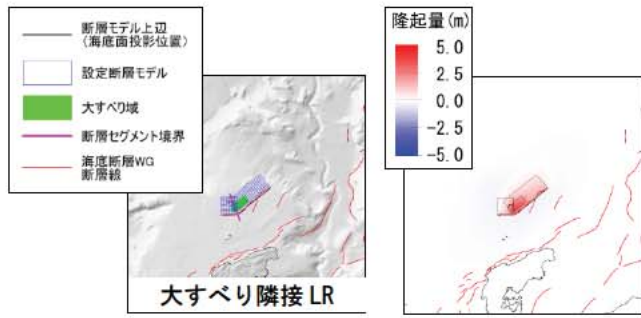 断層モデル上辺
(海底面投影位置)
設定断層モデル
大すべり域
断層セグメント境界
海底断層WG
断層線
大すべり隣接LR
隆起量(m)
5.0
2.5
0.0
-2.5
-5.0